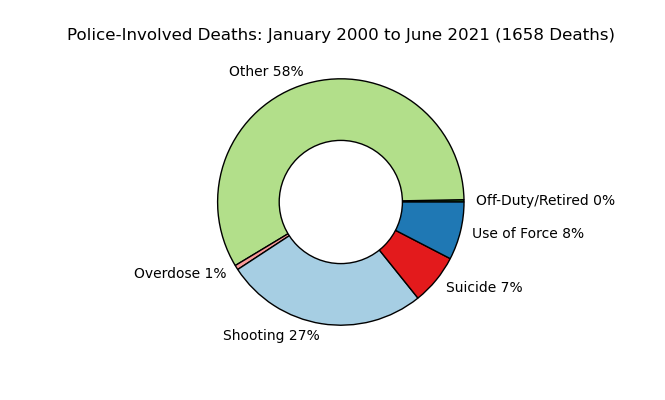 Police-Involved Deaths: January 2000 to June 2021 (1658 Deaths)
Other 58%
Off-Duty/Retired 0%
Use of Force 8%
Overdose 1%
Suicide 7%
Shooting 27%